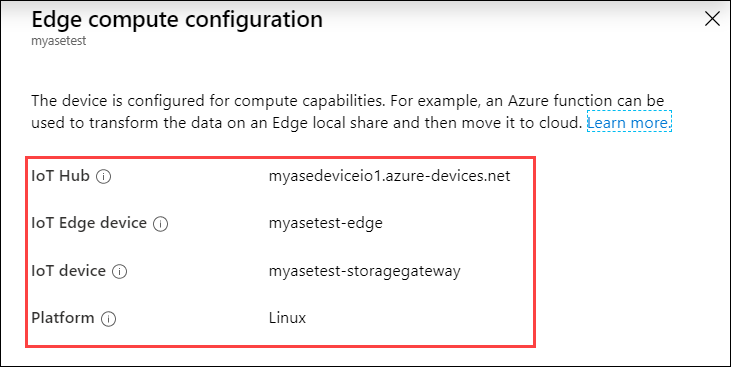 Edge compute configuration
myasetest
The device is configured for compute capabilities. For example, an Azure function can be
used to transform the data on an Edge local share and then move it to cloud. Learn more.
IoT Hub myasedeviceio1.azure-devices.net
IoT Edge device myasetest-edge
IoT device myasetest-storagegateway
Platform Linux